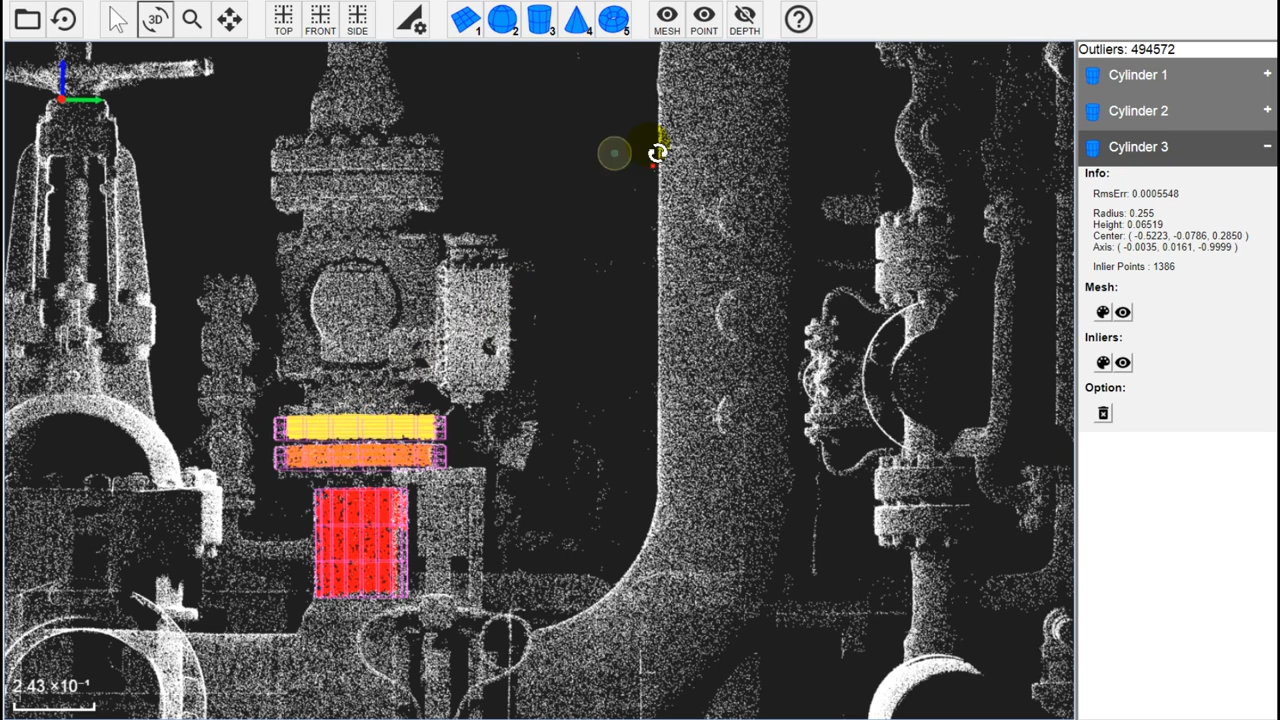 3D
TOP
FRONT
SIDE
1
2
3
4
5
MESH
POINT
DEPTH
?
Outliers: 494572
Cylinder 1 +
Cylinder 2 +
Cylinder 3 −
Info:
RmsErr: 0.0005548
Radius: 0.255
Height: 0.06519
Center: ( -0.5223, -0.0786, 0.2850 )
Axis: ( -0.0035, 0.0161, -0.9999 )
Inlier Points : 1386
Mesh:
Inliers:
Option:
2.43 ×10⁻¹